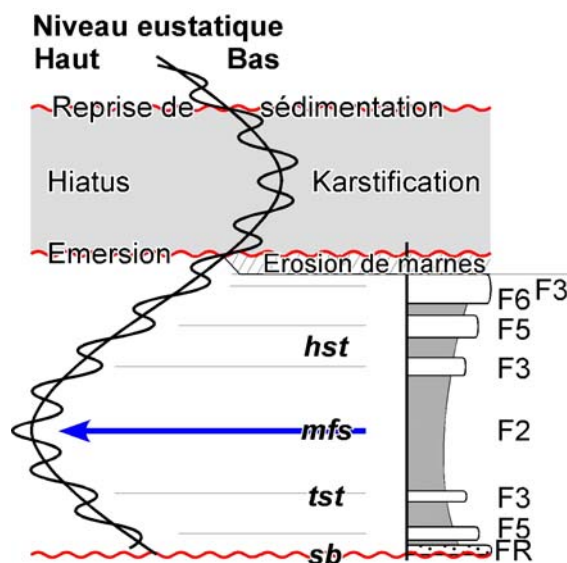 Niveau eustatique
Haut Bas
Reprise de sédimentation
Hiatus Karstification
Emersion
Erosion de marnes
F3
F6
F5
hst
F3
mfs F2
tst F3
F5
sb FR